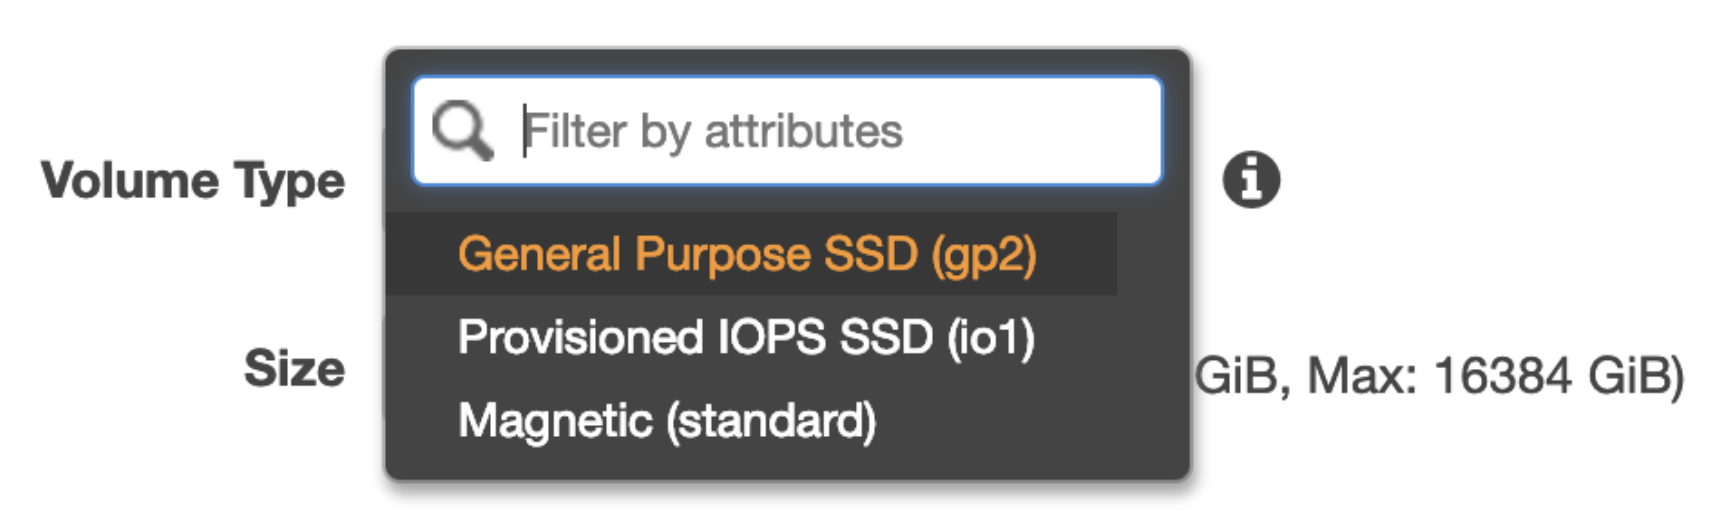 Filter by attributes
Volume Type
General Purpose SSD (gp2)
Provisioned IOPS SSD (io1)
Size
GiB, Max: 16384 GiB)
Magnetic (standard)